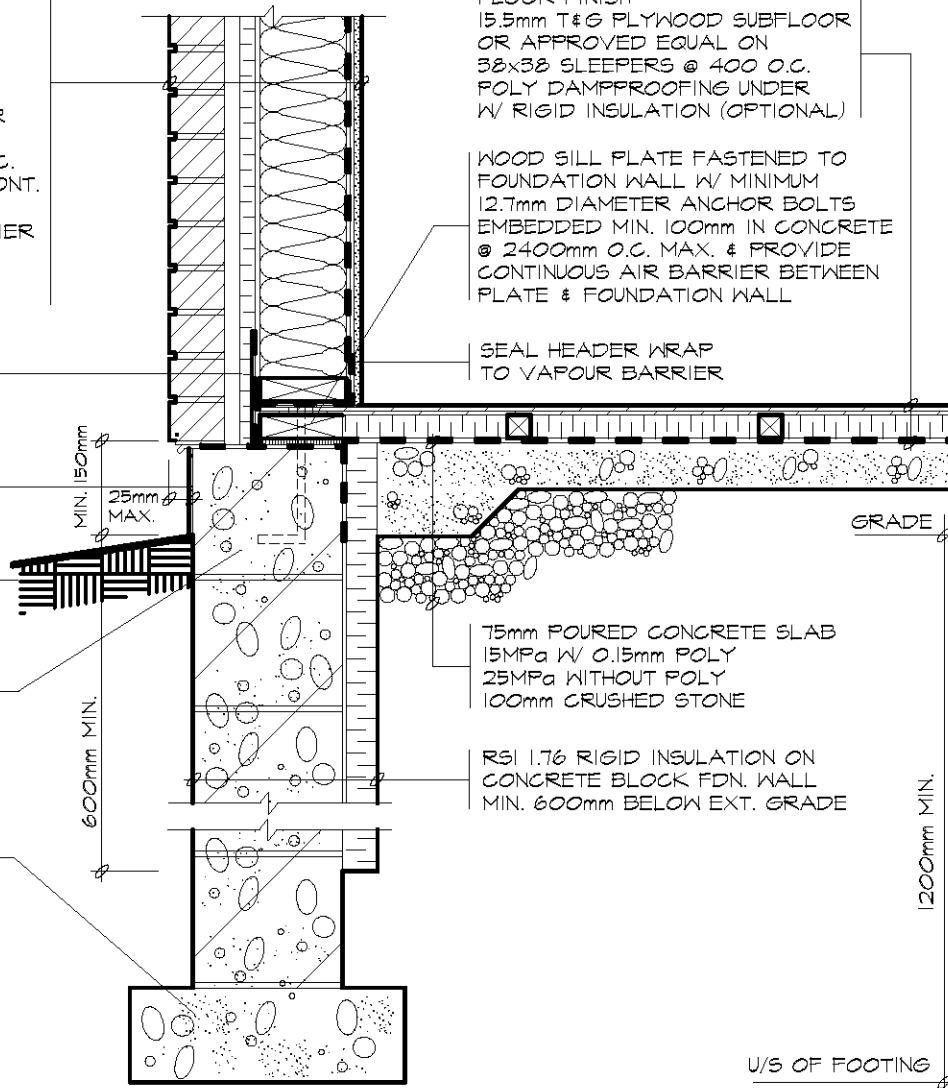 FLOOR FINISH
15.5mm T&G PLYWOOD SUBFLOOR
OR APPROVED EQUAL ON
38x38 SLEEPERS @ 400 O.C.
POLY DAMPPROOFING UNDER
W/ RIGID INSULATION (OPTIONAL)
WOOD SILL PLATE FASTENED TO
FOUNDATION WALL W/ MINIMUM
12.7mm DIAMETER ANCHOR BOLTS
EMBEDDED MIN. 100mm IN CONCRETE
@ 2400mm O.C. MAX. & PROVIDE
CONTINUOUS AIR BARRIER BETWEEN
PLATE & FOUNDATION WALL
SEAL HEADER WRAP
TO VAPOUR BARRIER
MIN. 150mm
25mm
MAX.
GRADE
75mm POURED CONCRETE SLAB
15MPa W/ 0.15mm POLY
25MPa WITHOUT POLY
100mm CRUSHED STONE
600mm MIN.
RSI 1.76 RIGID INSULATION ON
CONCRETE BLOCK FDN. WALL
MIN. 600mm BELOW EXT. GRADE
1200mm MIN.
U/S OF FOOTING